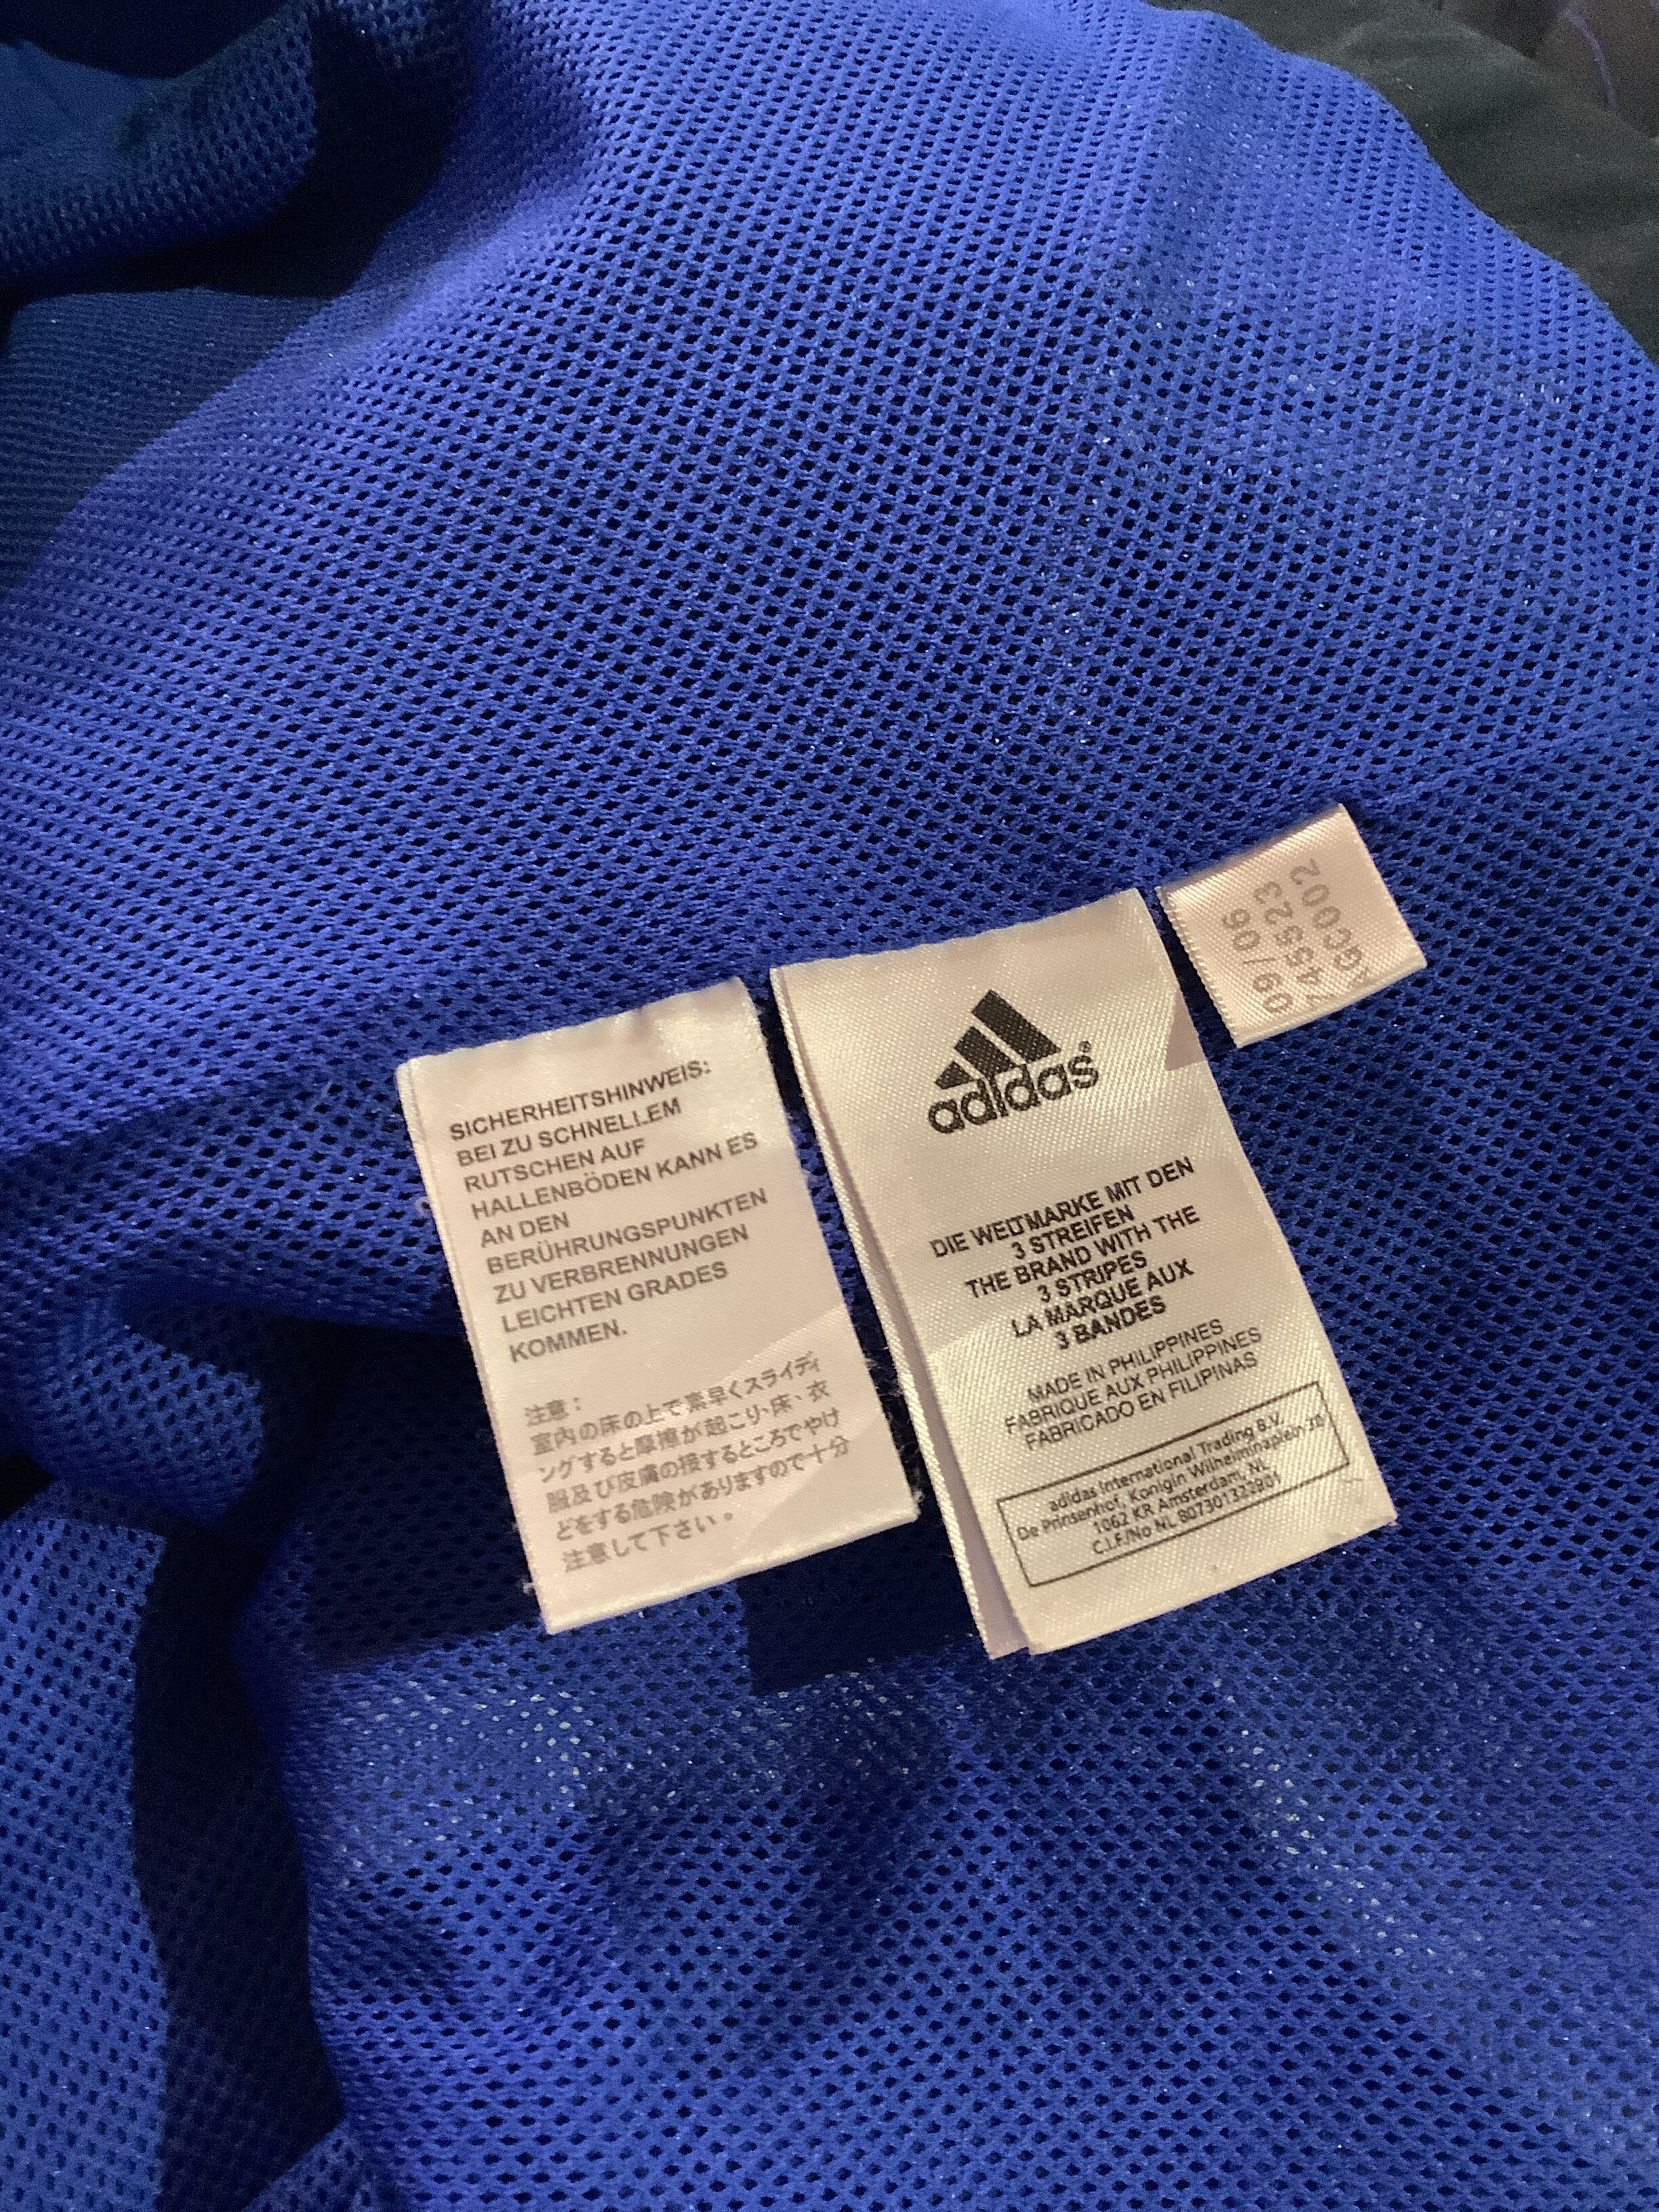 SICHERHEITSHINWEIS:
BEI ZU SCHNELLEM
RUTSCHEN AUF
HALLENBÖDEN KANN ES
AN DEN
BERÜHRUNGSPUNKTEN
ZU VERBRENNUNGEN
LEICHTEN GRADES
KOMMEN.
注意:
室内の床の上で素早くスライディ
ングすると摩擦が起こり、床、衣
服及び皮膚の接するところでやけ
どをする危険がありますので十分
注意して下さい。
adidas®
DIE WELTMARKE MIT DEN
3 STREIFEN
THE BRAND WITH THE
3 STRIPES
LA MARQUE AUX
3 BANDES
MADE IN PHILIPPINES
FABRIQUE AUX PHILIPPINES
FABRICADO EN FILIPINAS
adidas International Trading B.V.
De Prinsenhof, Konigin Wilhelminaplein 30
1062 KR Amsterdam, NL
C.I.F/No NL 807301322B01
09/06
745523
AGC002